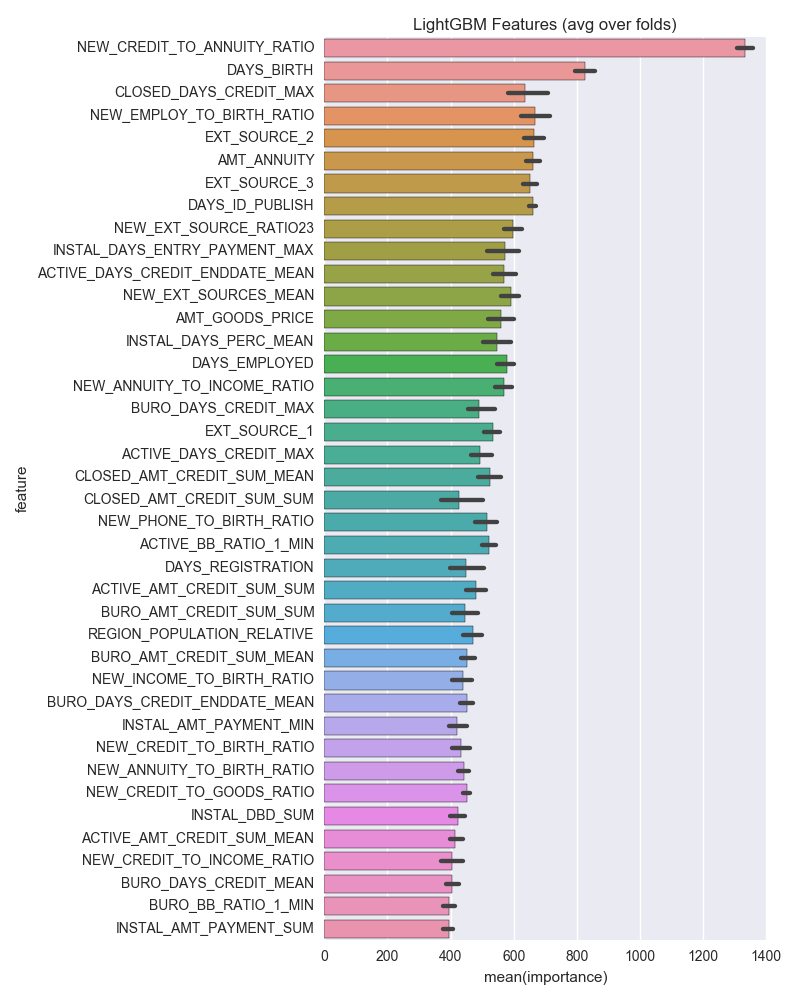 LightGBM Features (avg over folds)
NEW_CREDIT_TO_ANNUITY_RATIO
DAYS_BIRTH
CLOSED_DAYS_CREDIT_MAX
NEW_EMPLOY_TO_BIRTH_RATIO
EXT_SOURCE_2
AMT_ANNUITY
EXT_SOURCE_3
DAYS_ID_PUBLISH
NEW_EXT_SOURCE_RATIO23
INSTAL_DAYS_ENTRY_PAYMENT_MAX
ACTIVE_DAYS_CREDIT_ENDDATE_MEAN
NEW_EXT_SOURCES_MEAN
AMT_GOODS_PRICE
INSTAL_DAYS_PERC_MEAN
DAYS_EMPLOYED
NEW_ANNUITY_TO_INCOME_RATIO
BURO_DAYS_CREDIT_MAX
EXT_SOURCE_1
ACTIVE_DAYS_CREDIT_MAX
CLOSED_AMT_CREDIT_SUM_MEAN
CLOSED_AMT_CREDIT_SUM_SUM
NEW_PHONE_TO_BIRTH_RATIO
ACTIVE_BB_RATIO_1_MIN
DAYS_REGISTRATION
ACTIVE_AMT_CREDIT_SUM_SUM
BURO_AMT_CREDIT_SUM_SUM
REGION_POPULATION_RELATIVE
BURO_AMT_CREDIT_SUM_MEAN
NEW_INCOME_TO_BIRTH_RATIO
BURO_DAYS_CREDIT_ENDDATE_MEAN
INSTAL_AMT_PAYMENT_MIN
NEW_CREDIT_TO_BIRTH_RATIO
NEW_ANNUITY_TO_BIRTH_RATIO
NEW_CREDIT_TO_GOODS_RATIO
INSTAL_DBD_SUM
ACTIVE_AMT_CREDIT_SUM_MEAN
NEW_CREDIT_TO_INCOME_RATIO
BURO_DAYS_CREDIT_MEAN
BURO_BB_RATIO_1_MIN
INSTAL_AMT_PAYMENT_SUM
feature
0 200 400 600 800 1000 1200 1400
mean(importance)